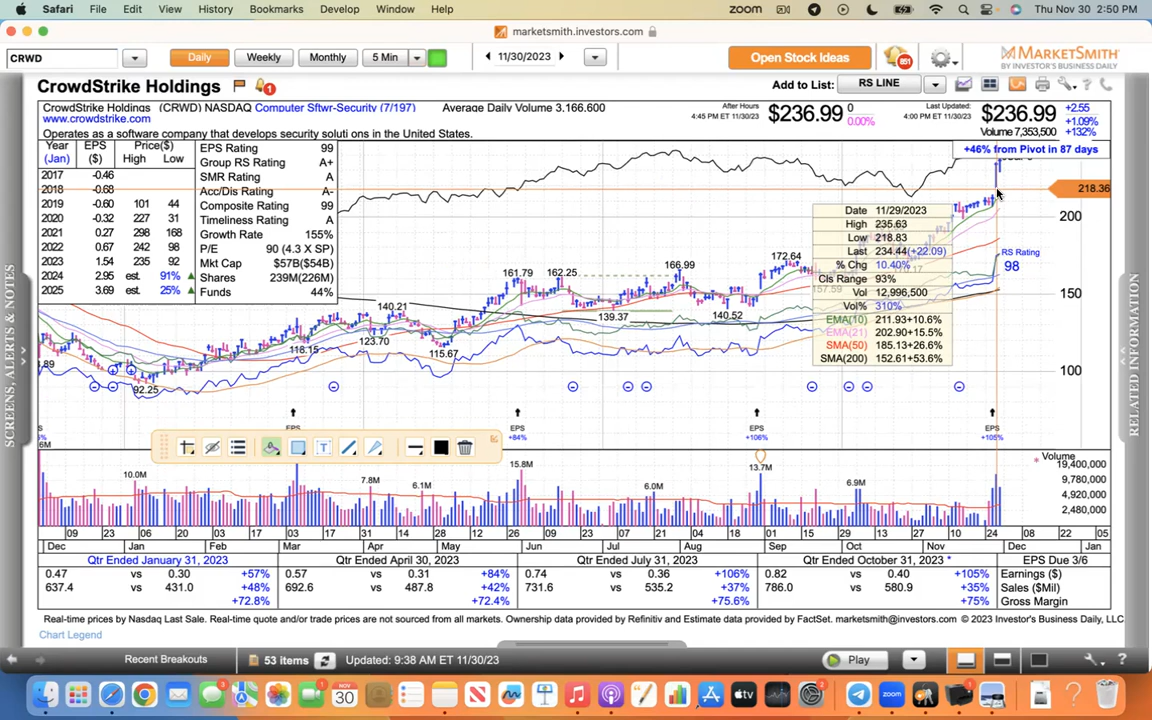 Safari File Edit View History Bookmarks Develop Window Help zoom Thu Nov 30 2:50 PM
marketsmith.investors.com
CRWD Daily Weekly Monthly 5 Min 11/30/2023 Open Stock Ideas 851 MARKETSMITH
BY INVESTOR'S BUSINESS DAILY
CrowdStrike Holdings 1 Add to List: RS LINE
CrowdStrike Holdings (CRWD) NASDAQ Computer Sftwr-Security (7/197) Average Daily Volume 3.166.600
www.crowdstrike.com
Operates as a software company that develops security soluti ons in the United States.
After Hours
4:45 PM ET 11/30/23
$236.99 0
0.00%
Last Updated:
4:00 PM ET 11/30/23
$236.99 +2.55
+1.09%
Volume 7,353,500 +132%
+46% from Pivot in 87 days
Year EPS Price($)
(Jan) ($) High Low
2017 -0.46
2018 -0.68
2019 -0.60 101 44
2020 -0.32 227 31
2021 0.27 298 168
2022 0.67 242 98
2023 1.54 235 92
2024 2.95 est. 91%
2025 3.69 est. 25%
EPS Rating 99
Group RS Rating A+
SMR Rating A
Acc/Dis Rating A-
Composite Rating 99
Timeliness Rating A
Growth Rate 155%
P/E 90 (4.3 X SP)
Mkt Cap $57B($54B)
Shares 239M(226M)
Funds 44%
218.36
200
150
100
RS Rating
98
Date 11/29/2023
High 235.63
Low 218.83
Last 234.44(+22.09)
% Chg 10.40%
Cls Range 93%
Vol 12,996,500
Vol% 310%
EMA(10) 211.93+10.6%
EMA(21) 202.90+15.5%
SMA(50) 185.13+26.6%
SMA(200) 152.61+53.6%
172.64
166.99
161.79 162.25
157.59
140.21
139.37 140.52
123.70
118.15
115.67
92.25
EPS
EPS
+84%
EPS
+106%
EPS
+105%
Volume
19,400,000
9,780,000
4,920,000
2,480,000
10.0M 7.8M 6.1M 15.8M 6.0M 13.7M 6.9M
09 23 06 20 03 17 03 17 31 14 28 12 26 09 23 07 21 04 18 01 15 29 13 27 10 24 08 22 05
Dec Jan Feb Mar Apr May Jun Jul Aug Sep Oct Nov Dec Jan
Qtr Ended January 31, 2023 Qtr Ended April 30, 2023 Qtr Ended July 31, 2023 Qtr Ended October 31, 2023 * EPS Due 3/6
0.47 vs 0.30 +57% 0.57 vs 0.31 +84% 0.74 vs 0.36 +106% 0.82 vs 0.40 +105% Earnings ($)
637.4 vs 431.0 +48% 692.6 vs 487.8 +42% 731.6 vs 535.2 +37% 786.0 vs 580.9 +35% Sales ($Mil)
+72.8% +72.4% +75.6% +75% Gross Margin
Real-time prices by Nasdaq Last Sale. Real-time quote and/or trade prices are not sourced from all markets. Ownership data provided by Refinitiv and Estimate data provided by FactSet. marketsmith@investors.com © 2023 Investor's Business Daily, LLC
Chart Legend
SCREENS, ALERTS & NOTES
RELATED INFORMATION
Recent Breakouts 53 items Updated: 9:38 AM ET 11/30/23 Play
NOV
30
tv
zoom